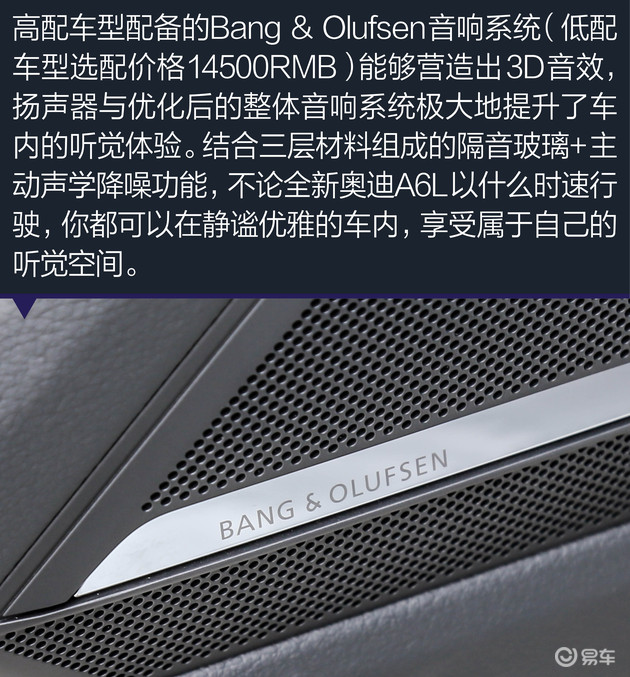 高配车型配备的Bang & Olufsen音响系统（低配
车型选配价格14500RMB）能够营造出3D音效，
扬声器与优化后的整体音响系统极大地提升了车
内的听觉体验。结合三层材料组成的隔音玻璃+主
动声学降噪功能，不论全新奥迪A6L以什么时速行
驶，你都可以在静谧优雅的车内，享受属于自己的
听觉空间。
BANG & OLUFSEN
易车